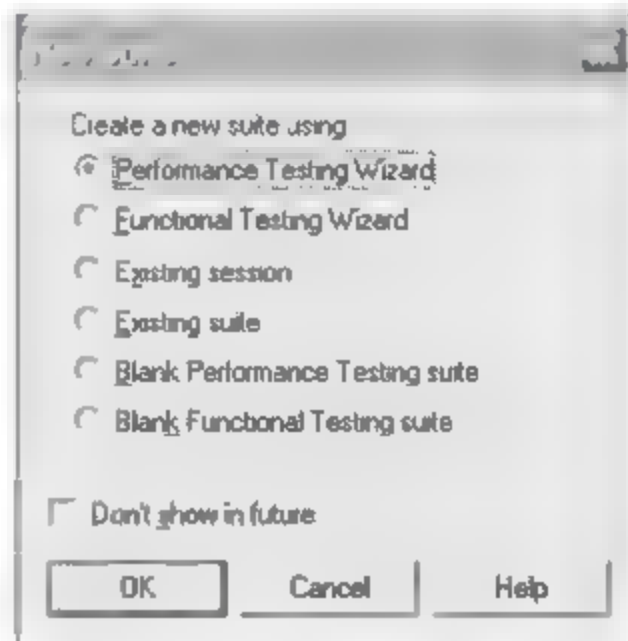 Create a new suite using
Performance Testing Wizard
Functional Testing Wizard
Existing session
Existing suite
Blank Performance Testing suite
Blank Functional Testing suite
Don't show in future
OK Cancel Help